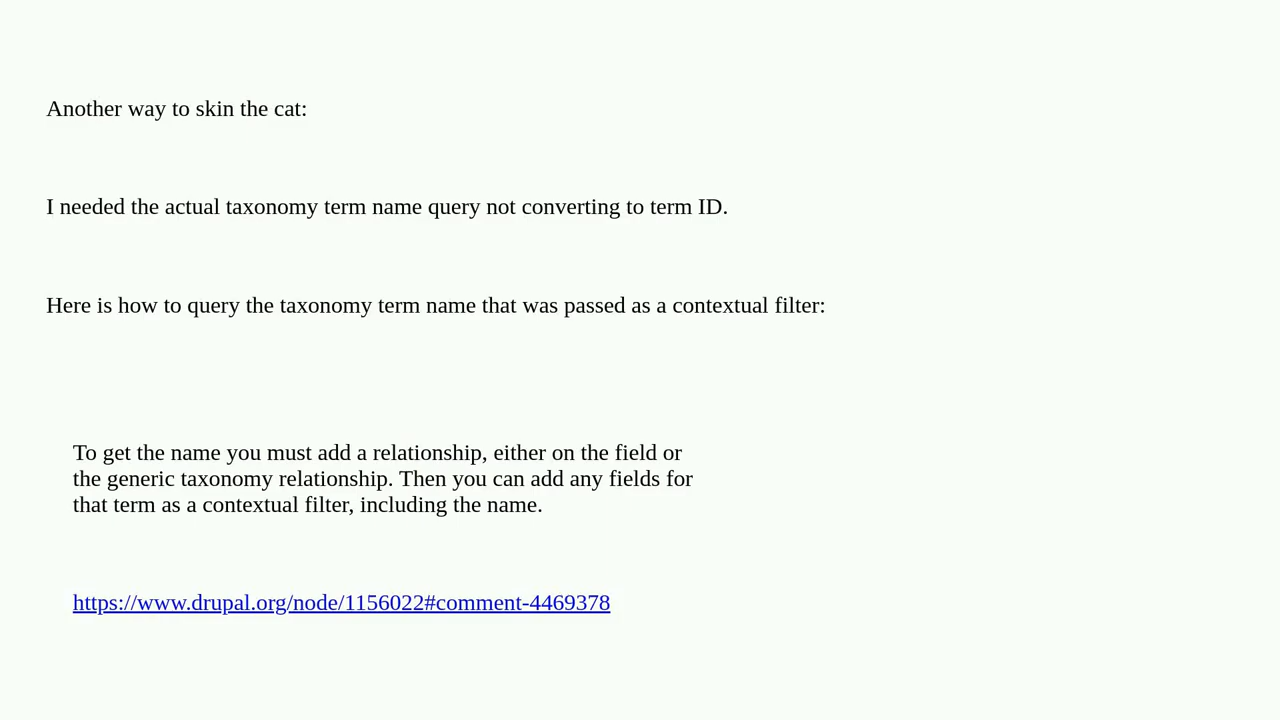 Another way to skin the cat:
I needed the actual taxonomy term name query not converting to term ID.
Here is how to query the taxonomy term name that was passed as a contextual filter:
To get the name you must add a relationship, either on the field or
the generic taxonomy relationship. Then you can add any fields for
that term as a contextual filter, including the name.
https://www.drupal.org/node/1156022#comment-4469378